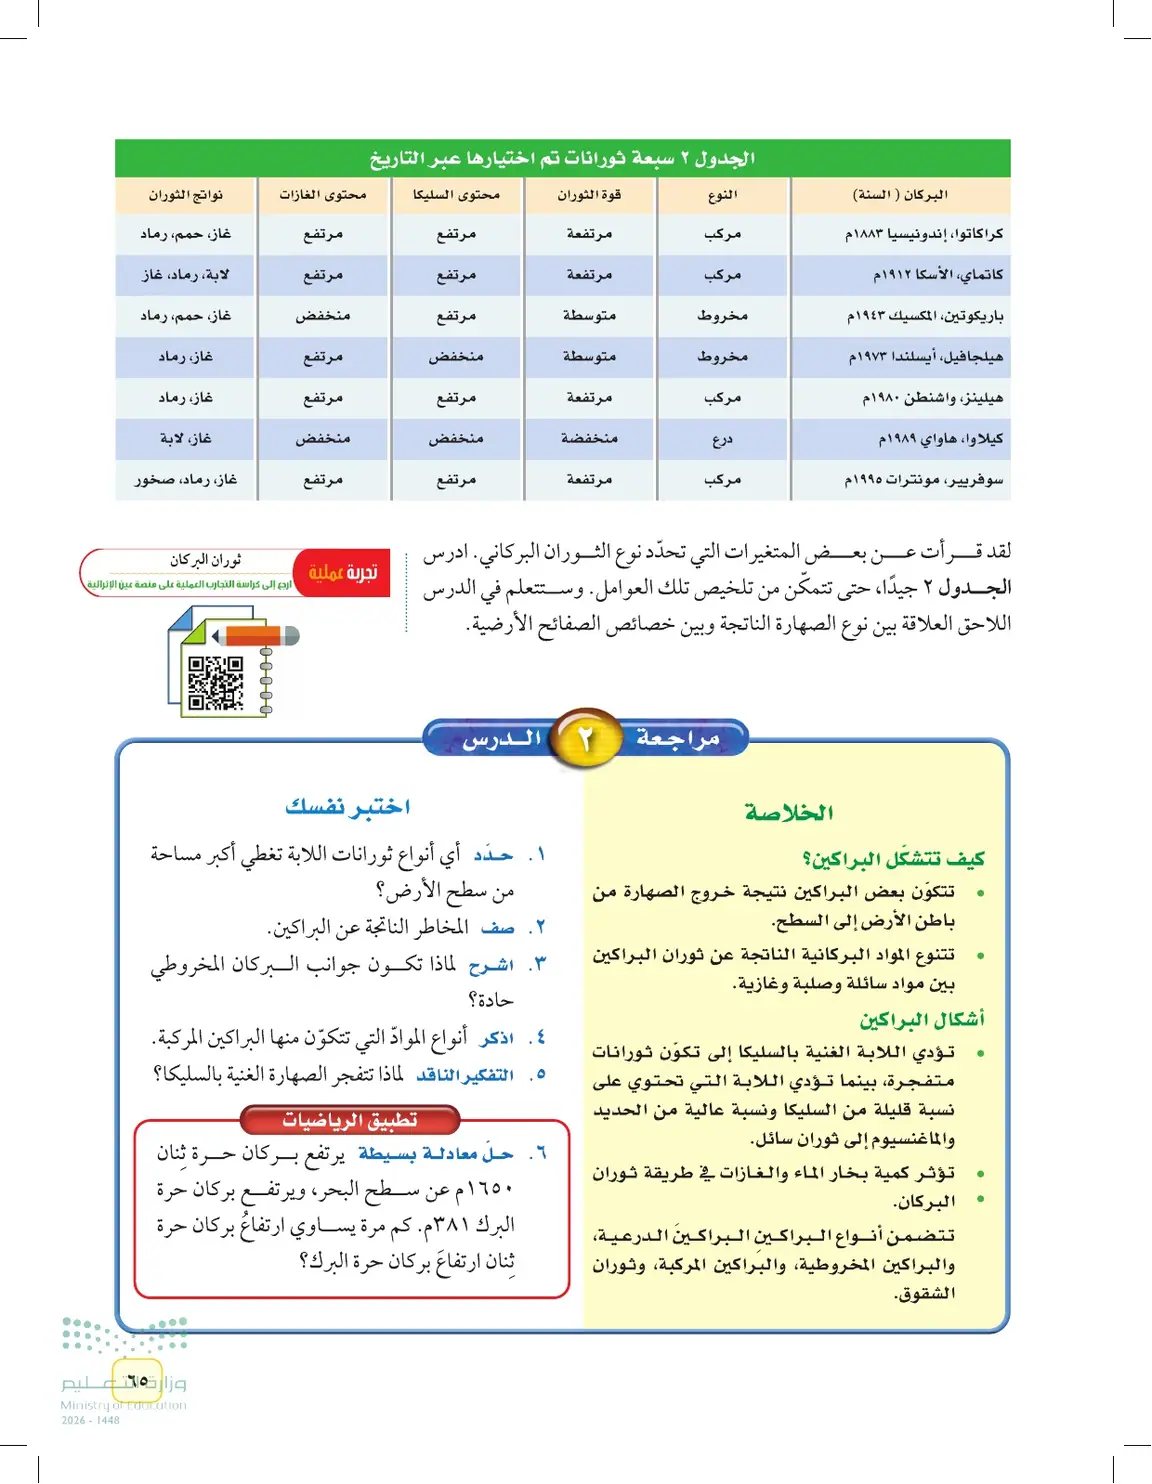 الجدول ٢ سبعة ثورانات تم اختيارها عبر التاريخ
البركان (السنة) النوع قوة الثوران محتوى السليكا محتوى الغازات نواتج الثوران
كراكاتوا، إندونيسيا ١٨٨٣م مركب مرتفعة مرتفع مرتفع غاز، حمم، رماد
كاتماي، الأسكا ١٩١٢م مركب مرتفعة مرتفع مرتفع لابة، رماد، غاز
باريكوتين، المكسيك ١٩٤٣م مخروط متوسطة مرتفع منخفض غاز، حمم، رماد
هيلجافيل، أيسلندا ١٩٧٣م مخروط متوسطة منخفض مرتفع غاز، رماد
هيلينز، واشنطن ١٩٨٠م مركب مرتفعة مرتفع مرتفع غاز، رماد
كيلاوا، هاواي ١٩٨٩م درع منخفضة منخفض منخفض غاز، لابة
سوفريير، مونترات ١٩٩٥م مركب مرتفعة مرتفع مرتفع غاز، رماد، صخور
لقد قرأت عن بعض المتغيرات التي تحدّد نوع الثوران البركاني. ادرس
الجدول ٢ جيدًا، حتى تتمكّن من تلخيص تلك العوامل. وستتعلم في الدرس
اللاحق العلاقة بين نوع الصهارة الناتجة وبين خصائص الصفائح الأرضية.
تجربة عملية
ثوران البركان
ارجع إلى كراسة التجارب العملية على منصة عين الإثرائية
مراجعة ٢ الدرس
الخلاصة
كيف تتشكّل البراكين؟
• تتكوّن بعض البراكين نتيجة خروج الصهارة من
باطن الأرض إلى السطح.
• تتنوع المواد البركانية الناتجة عن ثوران البراكين
بين مواد سائلة وصلبة وغازية.
أشكال البراكين
• تؤدي اللابة الغنية بالسليكا إلى تكوّن ثورانات
متفجرة، بينما تؤدي اللابة التي تحتوي على
نسبة قليلة من السليكا ونسبة عالية من الحديد
والماغنسيوم إلى ثوران سائل.
• تؤثر كمية بخار الماء والغازات في طريقة ثوران
• البركان.
تتضمن أنواع البراكينِ البراكينَ الدرعية،
والبراكين المخروطية، والبراكين المركبة، وثوران
الشقوق.
اختبر نفسك
١. حدّد أي أنواع ثورانات اللابة تغطي أكبر مساحة
من سطح الأرض؟
٢. صف المخاطر الناتجة عن البراكين.
٣. اشرح لماذا تكون جوانب البركان المخروطي
حادة؟
٤. اذكر أنواع الموادّ التي تتكوّن منها البراكين المركبة.
٥. التفكير الناقد لماذا تتفجر الصهارة الغنية بالسليكا؟
تطبيق الرياضيات
٦. حلّ معادلة بسيطة يرتفع بركان حرة ثِنان
١٦٥٠م عن سطح البحر، ويرتفع بركان حرة
البرك ٣٨١م. كم مرة يساوي ارتفاعُ بركان حرة
ثِنان ارتفاعَ بركان حرة البرك؟
وزارة التعليم
Ministry of Education
2026 - 1448
٦٥